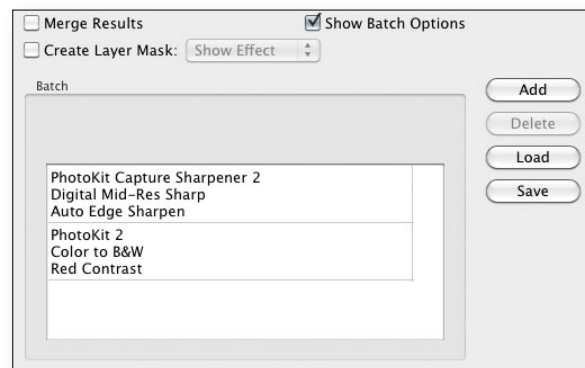 Merge Results
Show Batch Options
Create Layer Mask: Show Effect
Batch
Add
Delete
Load
Save
PhotoKit Capture Sharpener 2
Digital Mid-Res Sharp
Auto Edge Sharpen
PhotoKit 2
Color to B&W
Red Contrast